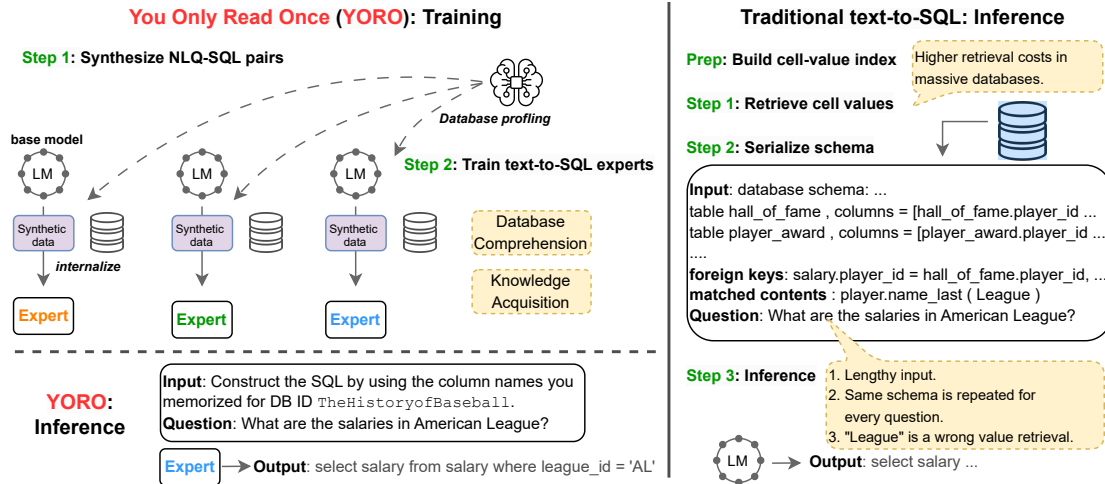 You Only Read Once (YORO): Training
Step 1: Synthesize NLQ-SQL pairs
Database profling
base model
LM
LM
LM
Step 2: Train text-to-SQL experts
Synthetic
data
Synthetic
data
Synthetic
data
internalize
Database
Comprehension
Knowledge
Acquisition
Expert
Expert
Expert
YORO:
Inference
Input: Construct the SQL by using the column names you
memorized for DB ID TheHistoryofBaseball.
Question: What are the salaries in American League?
Expert
Output: select salary from salary where league_id = 'AL'
Traditional text-to-SQL: Inference
Prep: Build cell-value index
Higher retrieval costs in
massive databases.
Step 1: Retrieve cell values
Step 2: Serialize schema
Input: database schema: ...
table hall_of_fame , columns = [hall_of_fame.player_id ...
table player_award , columns = [player_award.player_id ...
....
foreign keys: salary.player_id = hall_of_fame.player_id, ...
matched contents : player.name_last ( League )
Question: What are the salaries in American League?
Step 3: Inference
1. Lengthy input.
2. Same schema is repeated for
every question.
3. "League" is a wrong value retrieval.
LM
Output: select salary ...